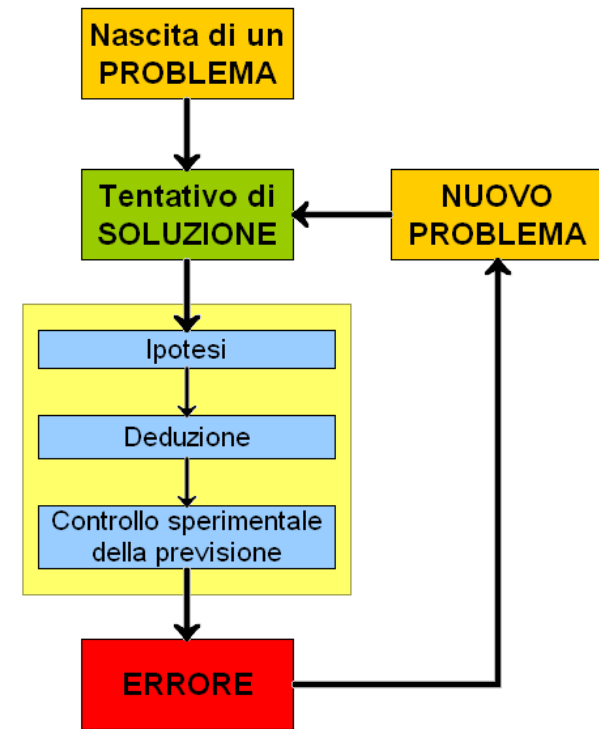 Nascita di un
PROBLEMA
Tentativo di
SOLUZIONE
NUOVO
PROBLEMA
Ipotesi
Deduzione
Controllo sperimentale
della previsione
ERRORE